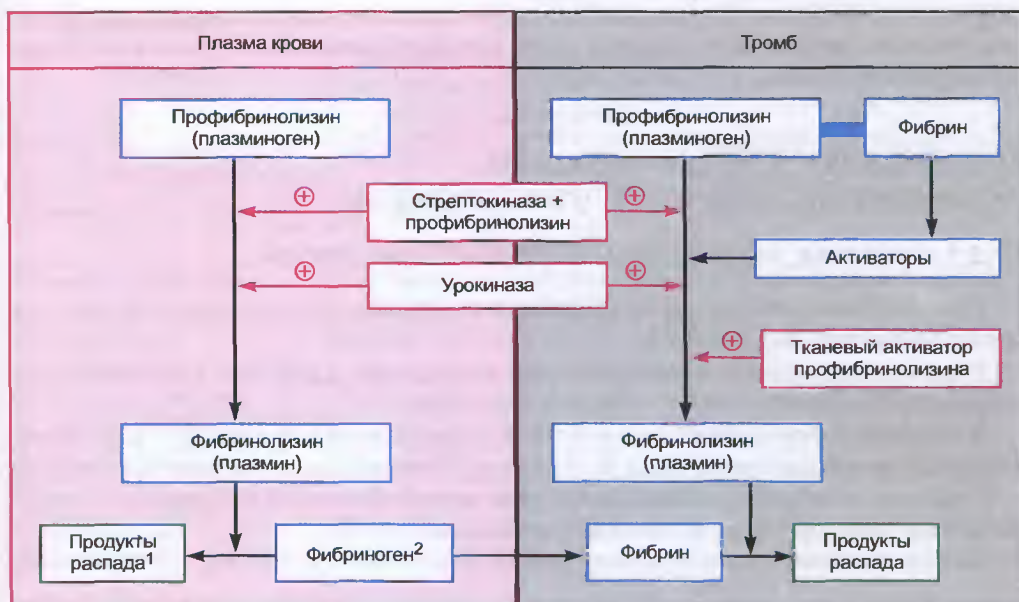 Плазма крови
Тромб
Профибринолизин
(плазминоген)
Профибринолизин
(плазминоген)
Фибрин
⊕
Стрептокиназа +
профибринолизин
⊕
Активаторы
⊕
Урокиназа
⊕
⊕
Тканевый активатор
профибринолизина
Фибринолизин
(плазмин)
Фибринолизин
(плазмин)
Продукты
распада¹
Фибриноген²
Фибрин
Продукты
распада